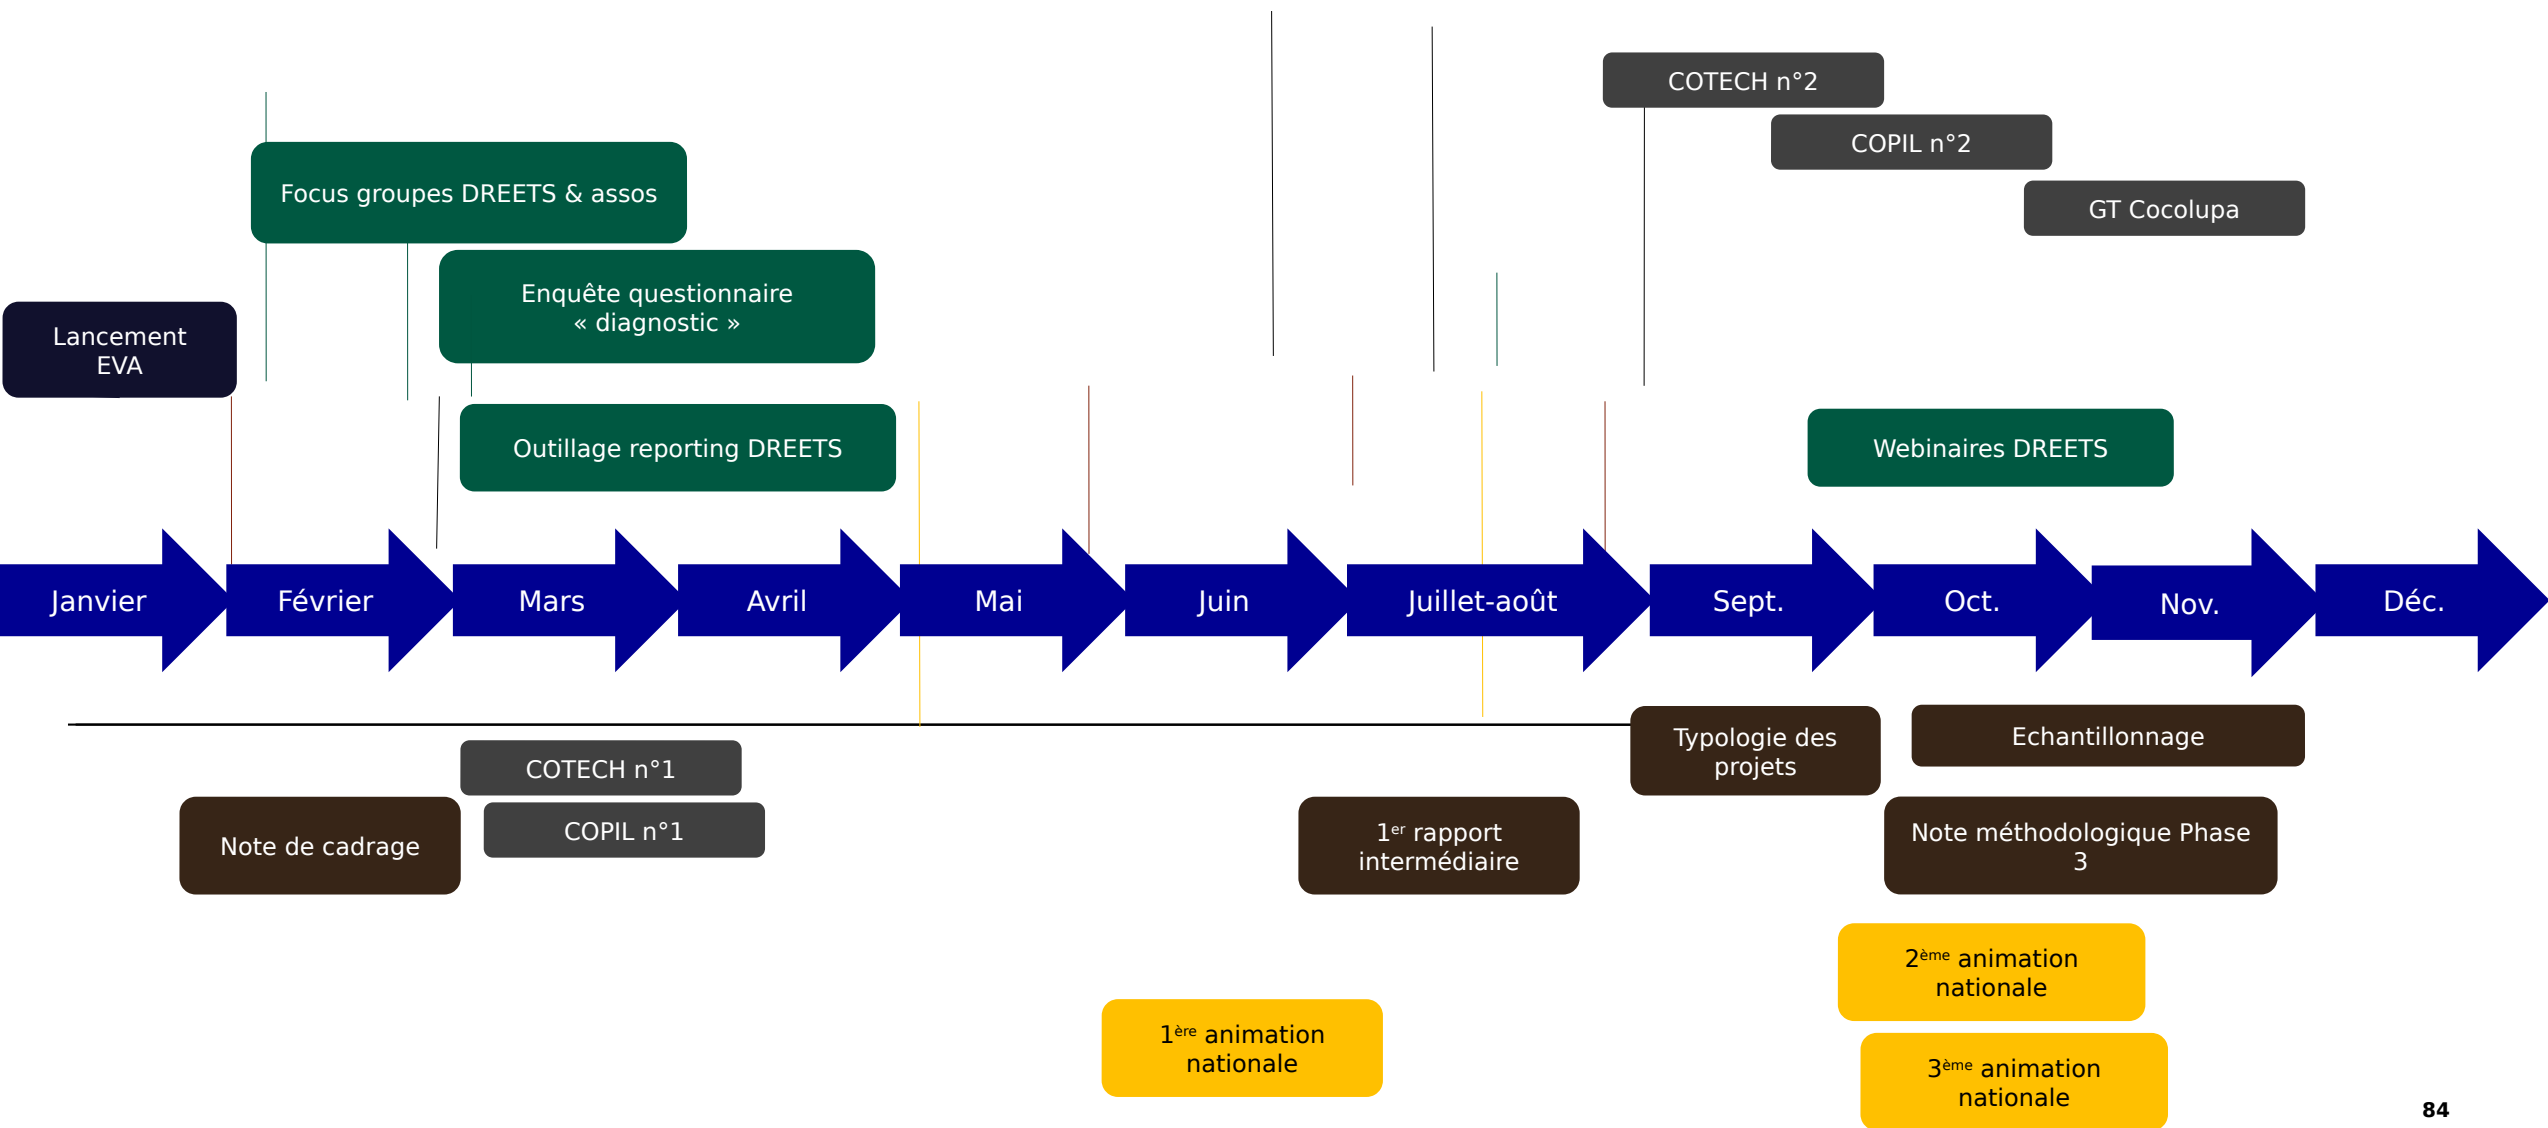 COTECH n°2
COPIL n°2
GT Cocolupa
Focus groupes DREETS & assos
Enquête questionnaire
« diagnostic »
Lancement
EVA
Outillage reporting DREETS
Webinaires DREETS
Janvier
Février
Mars
Avril
Mai
Juin
Juillet-août
Sept.
Oct.
Nov.
Déc.
Typologie des
projets
Echantillonnage
COTECH n°1
COPIL n°1
Note de cadrage
1er rapport
intermédiaire
Note méthodologique Phase
3
2ème animation
nationale
1ère animation
nationale
3ème animation
nationale
84